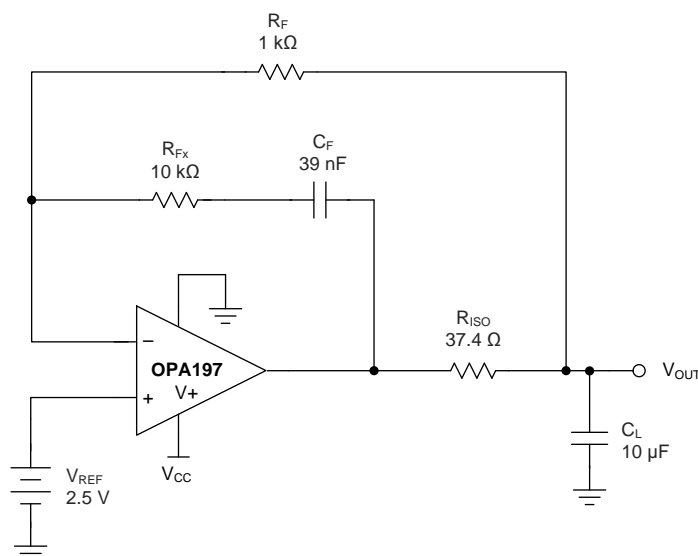 RF
1 kΩ
RFx
10 kΩ
CF
39 nF
−
OPA197
V+
+
RISO
37.4 Ω
VOUT
CL
10 µF
VCC
VREF
2.5 V